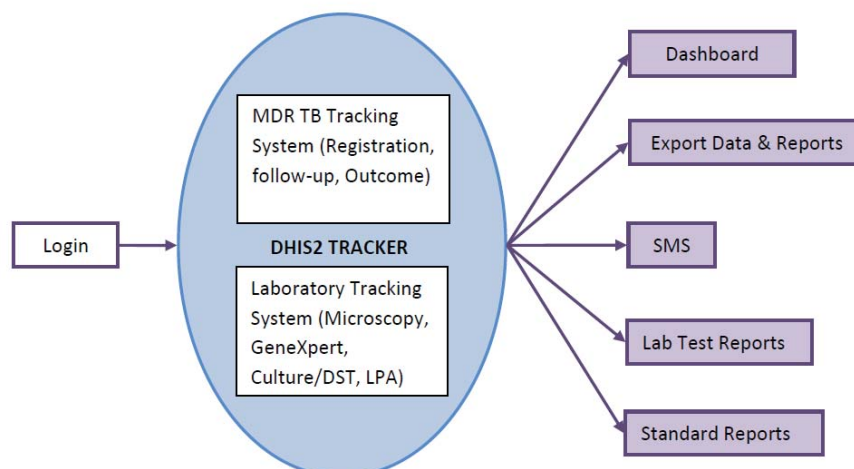 Login
MDR TB Tracking
System (Registration,
follow-up, Outcome)
DHIS2 TRACKER
Laboratory Tracking
System (Microscopy,
GeneXpert,
Culture/DST, LPA)
Dashboard
Export Data & Reports
SMS
Lab Test Reports
Standard Reports